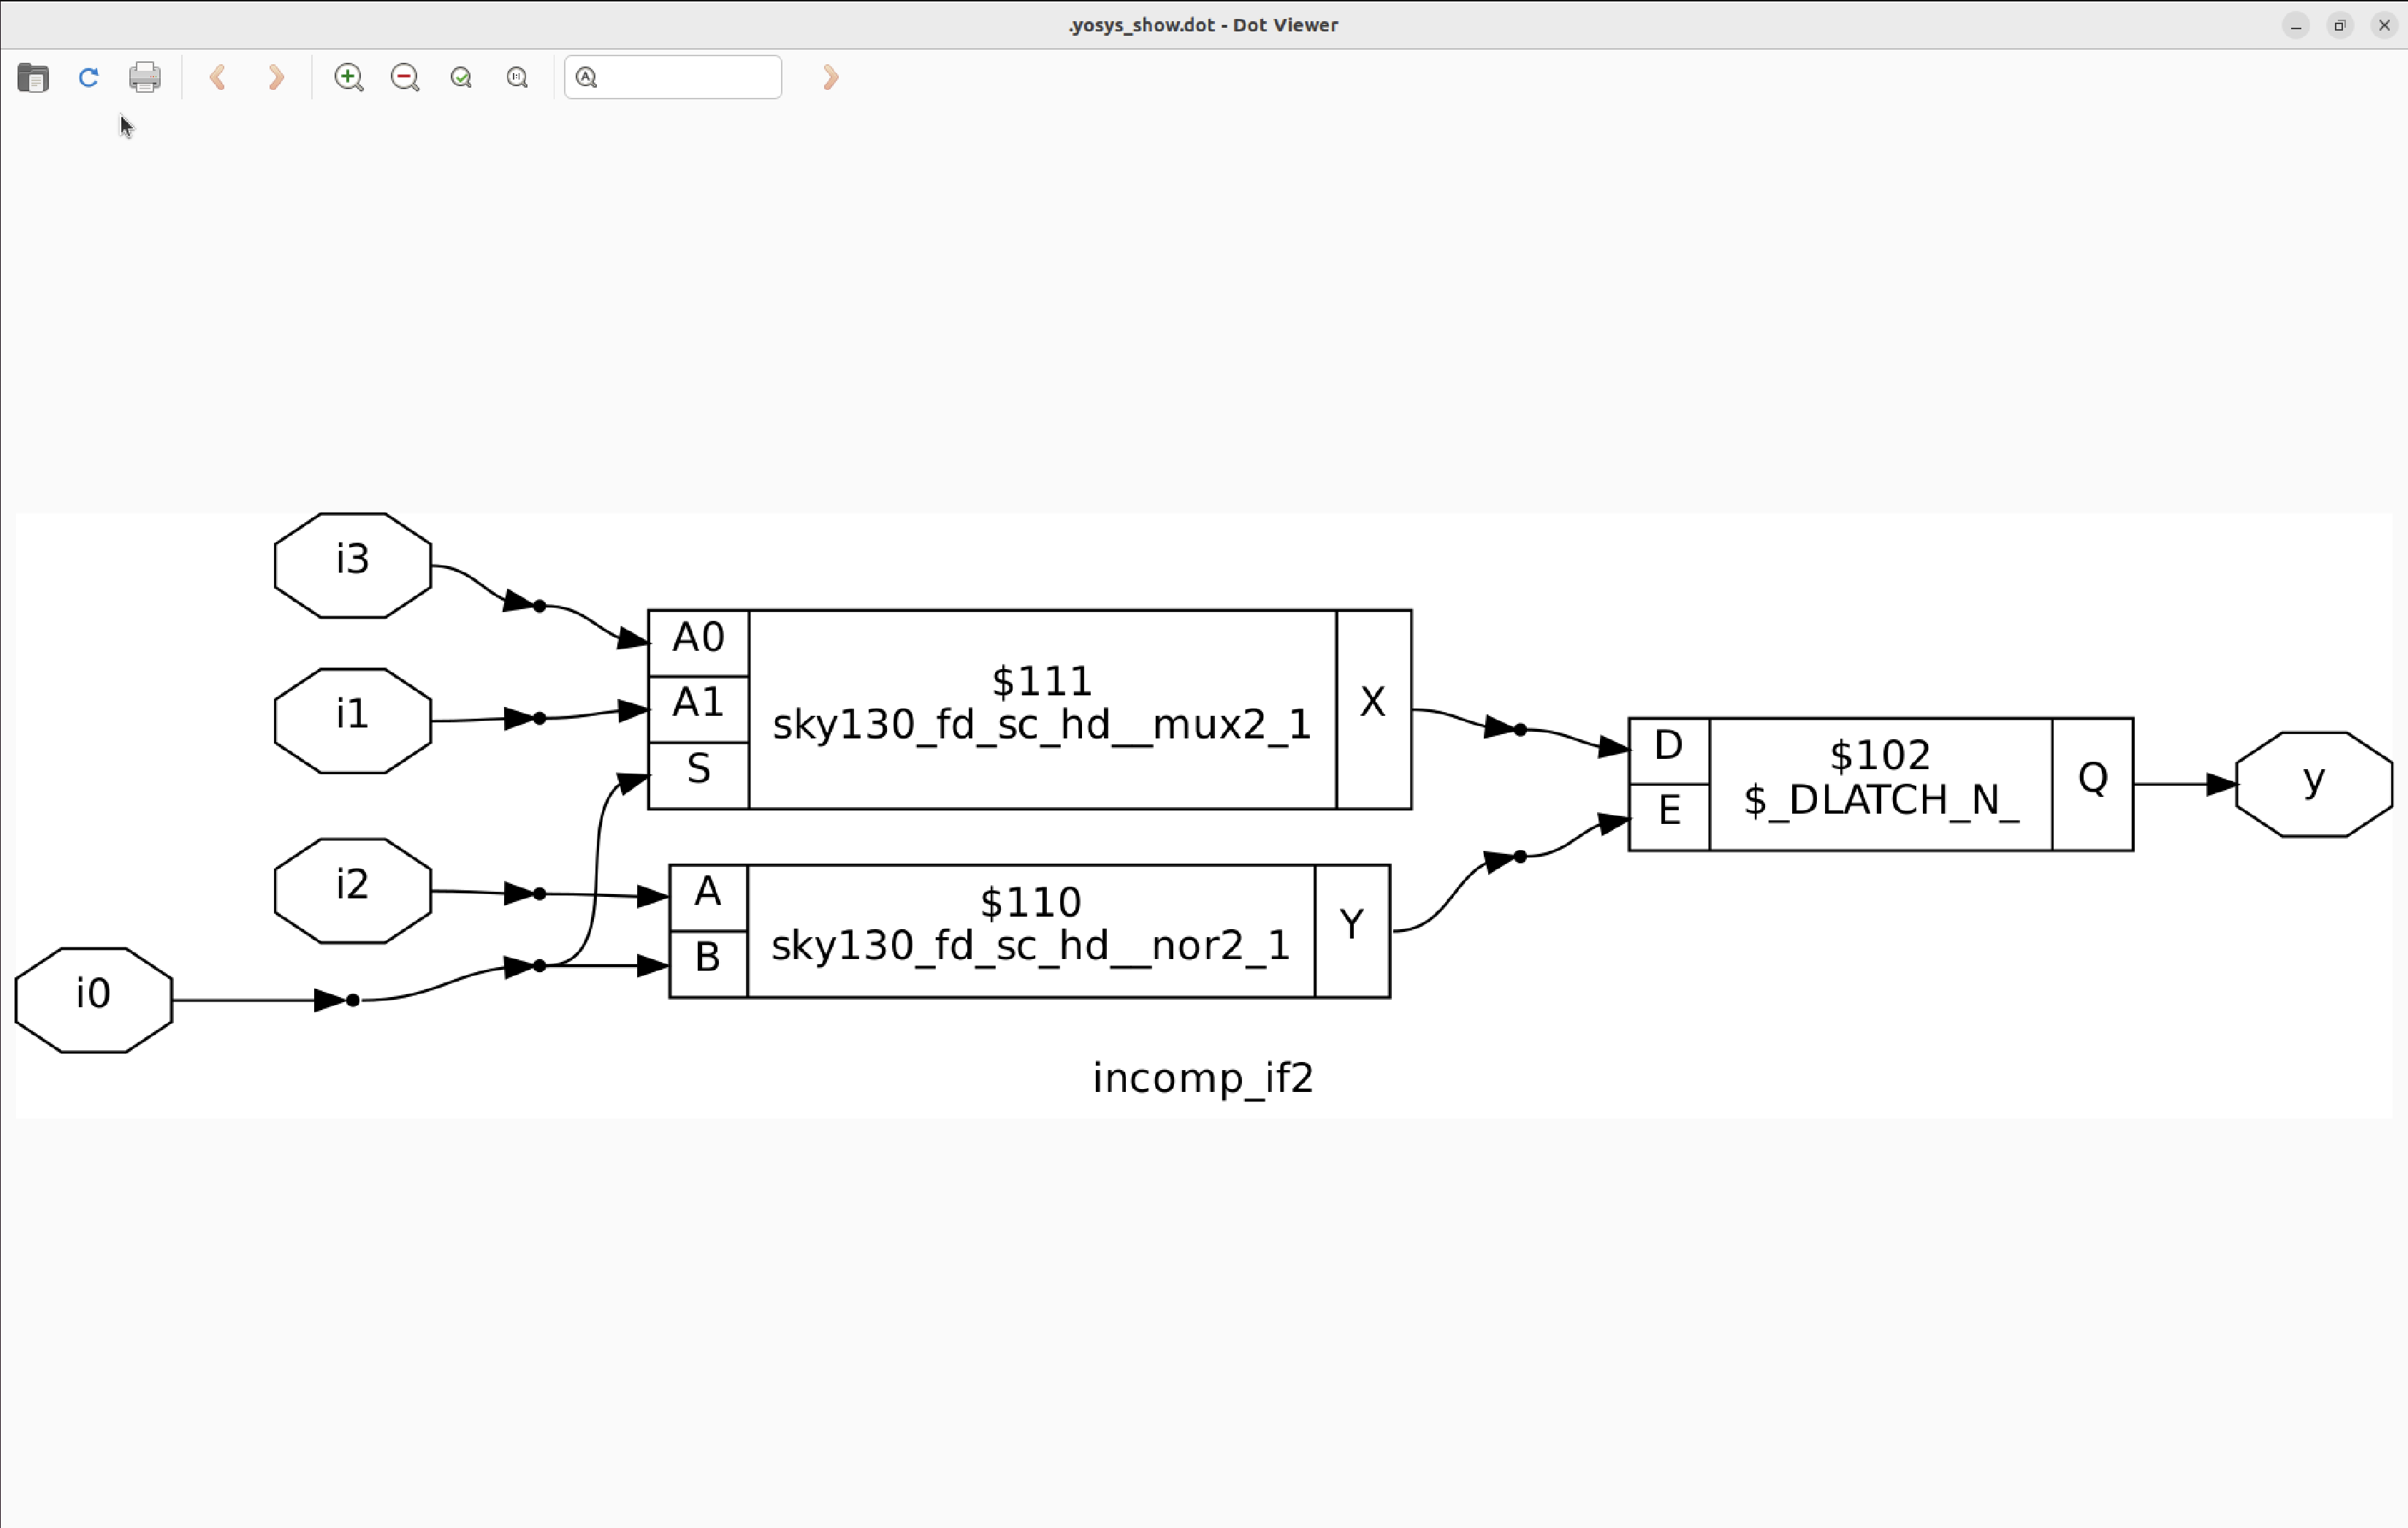 .yosys_show.dot - Dot Viewer
i3
i1
i2
i0
A0
A1
S
$111
sky130_fd_sc_hd__mux2_1
X
A
B
$110
sky130_fd_sc_hd__nor2_1
Y
D
E
$102
$_DLATCH_N_
Q
y
incomp_if2